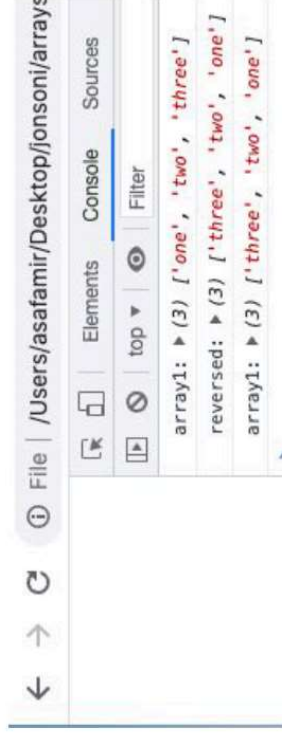 File | /Users/asafamir/Desktop/jonsoni/arrays
Elements Console Sources
top ▼ Filter
array1: ▶ (3) ['one', 'two', 'three']
reversed: ▶ (3) ['three', 'two', 'one']
array1: ▶ (3) ['three', 'two', 'one']